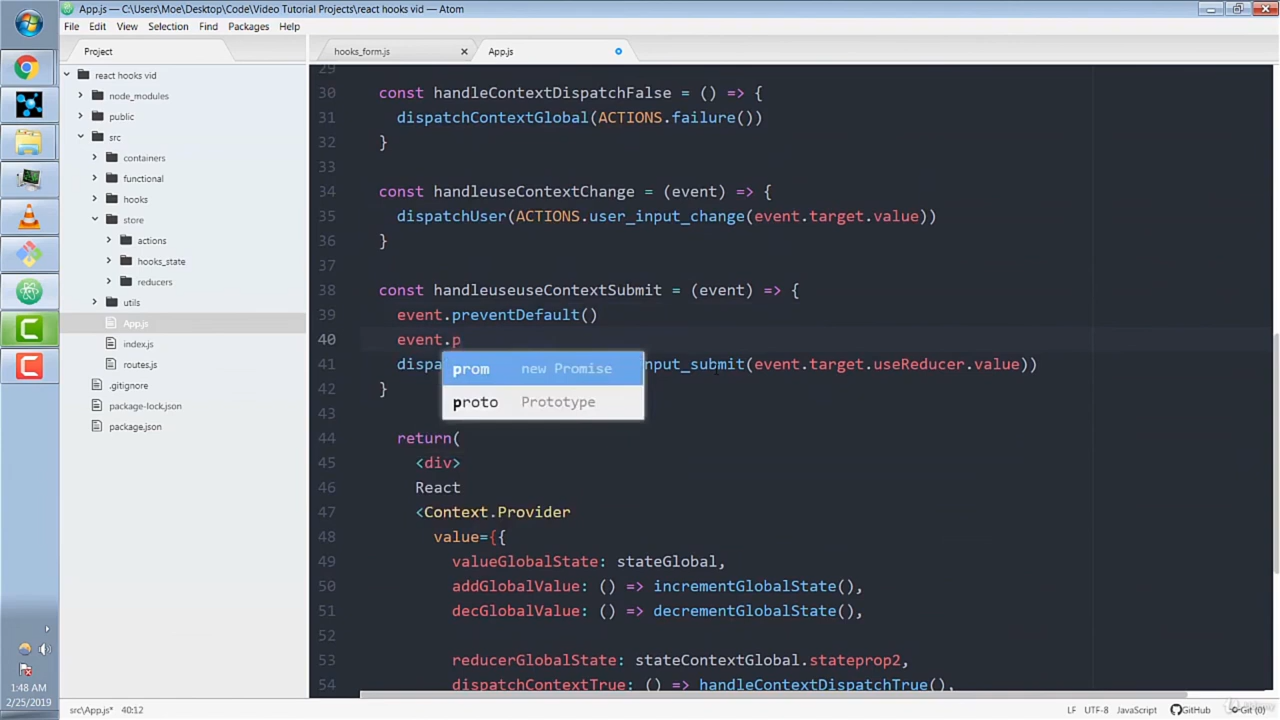 App.js — C:\Users\Moe\Desktop\Code\Video Tutorial Projects\react hooks vid — Atom
File Edit View Selection Find Packages Help
Project
hooks_form.js
App.js
react hooks vid
node_modules
public
src
containers
functional
hooks
store
actions
hooks_state
reducers
utils
App.js
index.js
routes.js
.gitignore
package-lock.json
package.json
29
30 const handleContextDispatchFalse = () => {
31 dispatchContextGlobal(ACTIONS.failure())
32 }
33
34 const handleuseContextChange = (event) => {
35 dispatchUser(ACTIONS.user_input_change(event.target.value))
36 }
37
38 const handleuseuseContextSubmit = (event) => {
39 event.preventDefault()
40 event.p
41 dispa nput_submit(event.target.useReducer.value))
prom new Promise
proto Prototype
42 }
43
44 return(
45 <div>
46 React
47 <Context.Provider
48 value={{
49 valueGlobalState: stateGlobal,
50 addGlobalValue: () => incrementGlobalState(),
51 decGlobalValue: () => decrementGlobalState(),
52
53 reducerGlobalState: stateContextGlobal.stateprop2,
54 dispatchContextTrue: () => handleContextDispatchTrue(),
1:48 AM
2/25/2019
src\App.js* 40:12
LF UTF-8 JavaScript GitHub Git (0)